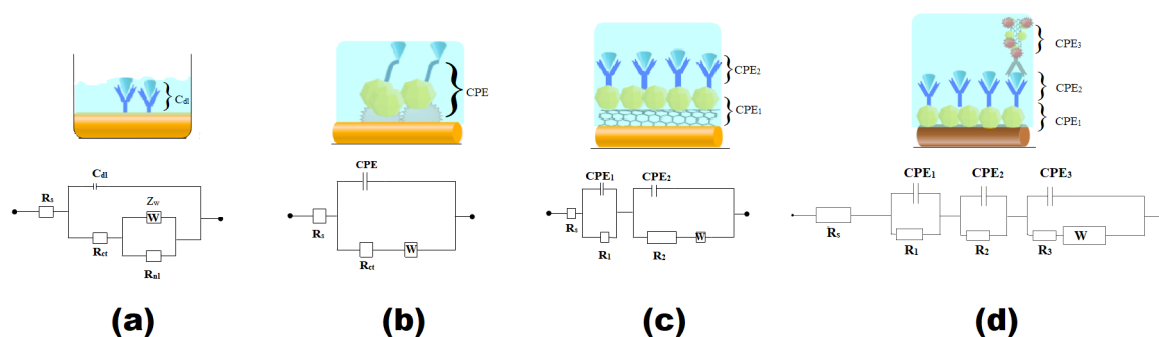 C_dl
CPE
CPE2
CPE1
CPE3
CPE2
CPE1
Cdl
Rs
Zw
W
Rct
Rnl
CPE
Rs
Rct
W
CPE1
CPE2
Rs
R1
R2
W
CPE1
CPE2
CPE3
Rs
R1
R2
R3
W
(a)
(b)
(c)
(d)